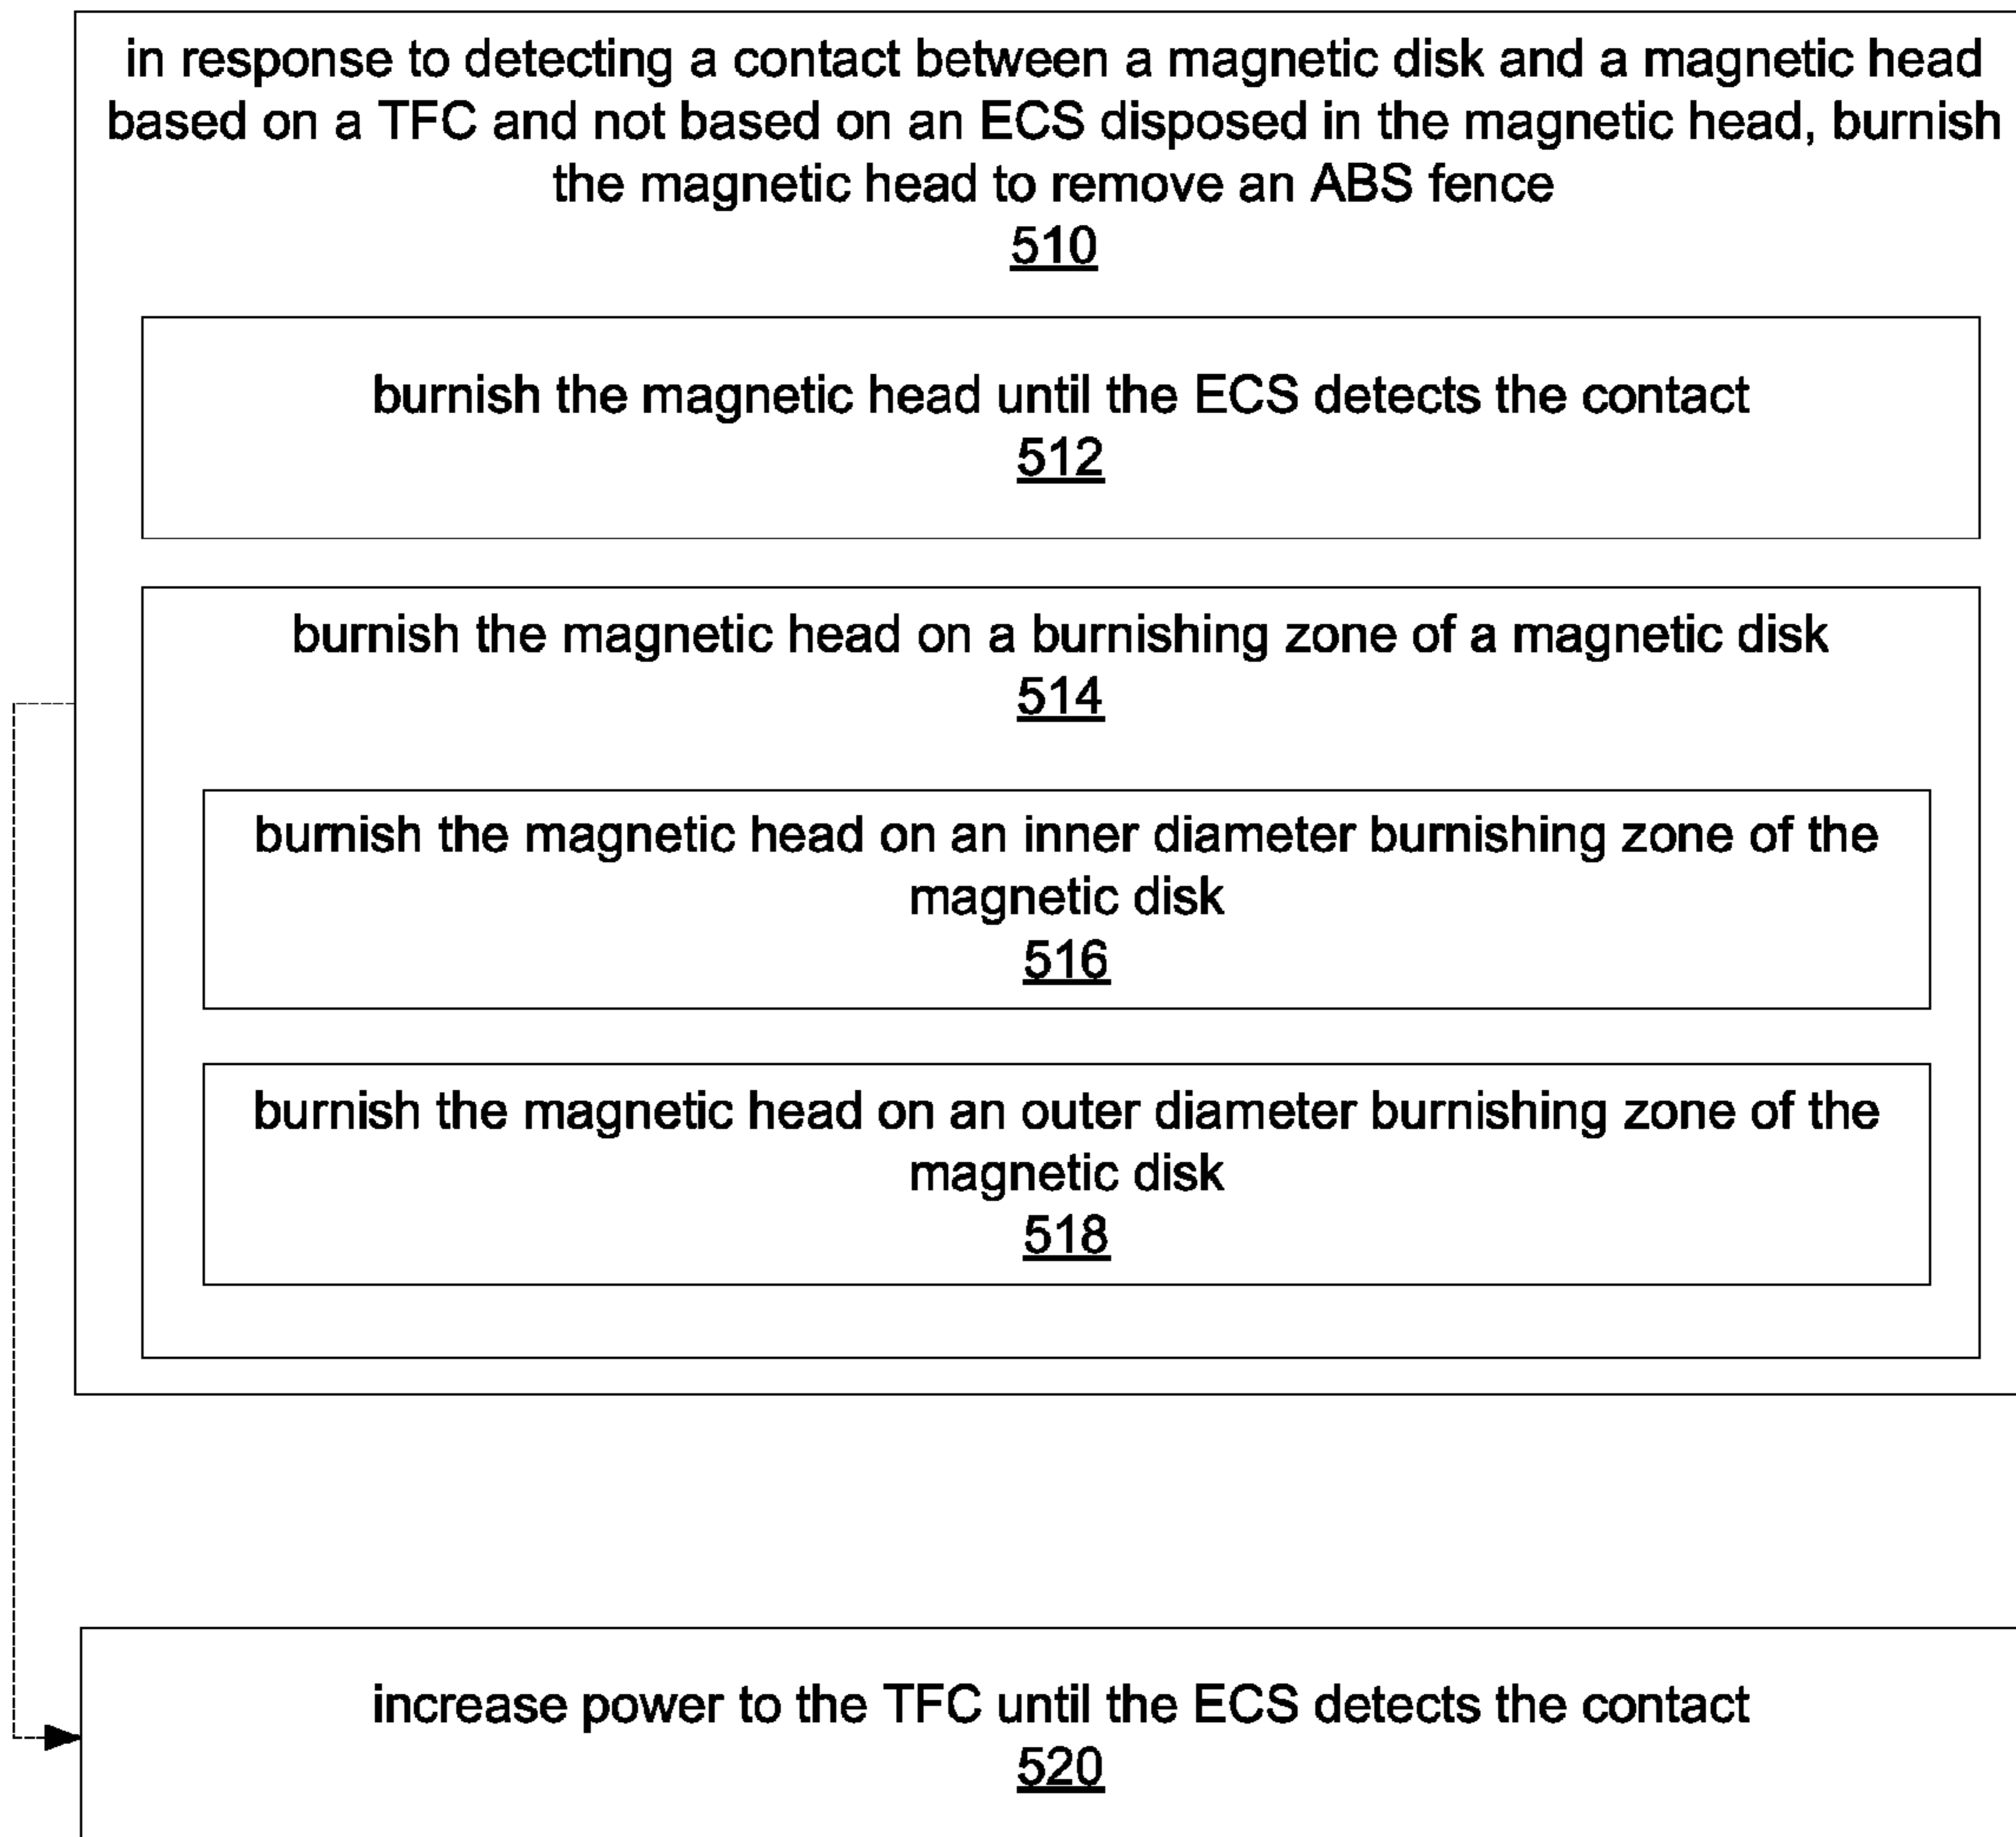 in response to detecting a contact between a magnetic disk and a magnetic head
based on a TFC and not based on an ECS disposed in the magnetic head, burnish
the magnetic head to remove an ABS fence
510
burnish the magnetic head until the ECS detects the contact
512
burnish the magnetic head on a burnishing zone of a magnetic disk
514
burnish the magnetic head on an inner diameter burnishing zone of the
magnetic disk
516
burnish the magnetic head on an outer diameter burnishing zone of the
magnetic disk
518
increase power to the TFC until the ECS detects the contact
520